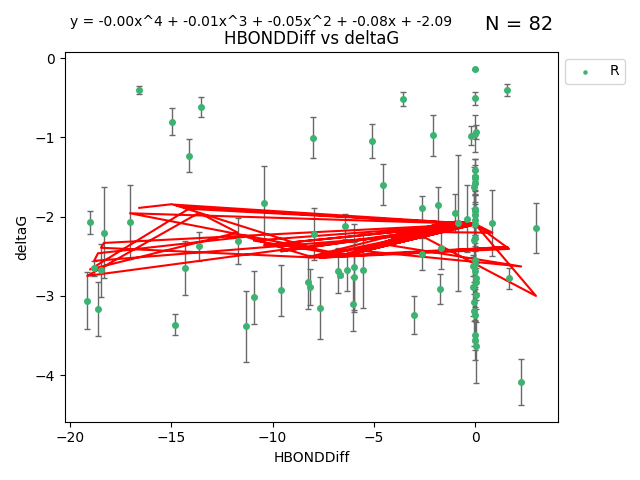 y = -0.00x^4 + -0.01x^3 + -0.05x^2 + -0.08x + -2.09
N = 82
HBONDDiff vs deltaG
R
0
−1
−2
−3
−4
deltaG
−20 −15 −10 −5 0
HBONDDiff